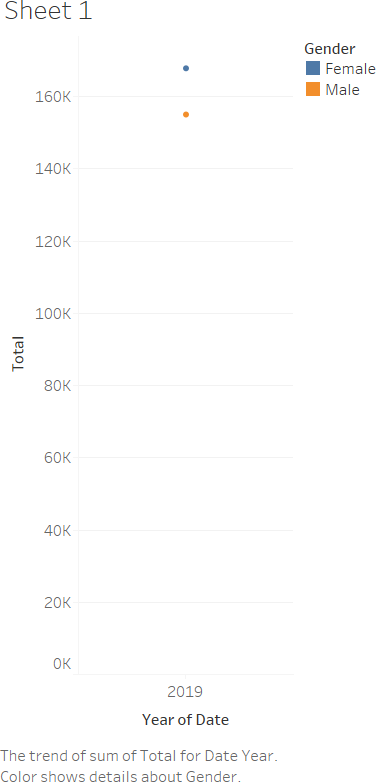 Sheet 1
Gender
Female
Male
160K
140K
120K
100K
80K
60K
40K
20K
0K
Total
2019
Year of Date
The trend of sum of Total for Date Year.
Color shows details about Gender.